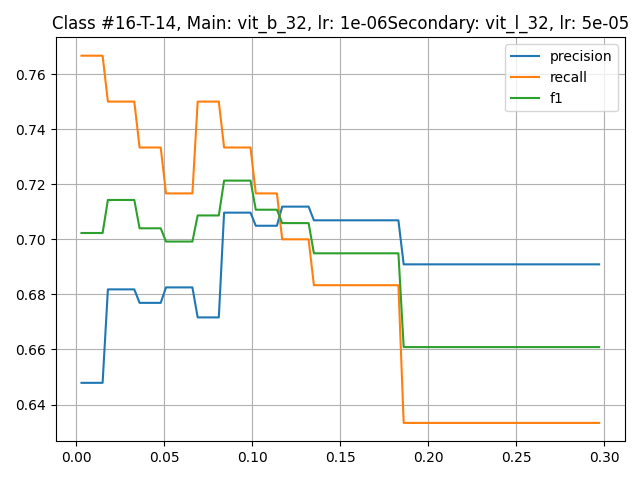 Class #16-T-14, Main: vit_b_32, lr: 1e-06Secondary: vit_l_32, lr: 5e-05
precision
recall
f1
0.76
0.74
0.72
0.70
0.68
0.66
0.64
0.00 0.05 0.10 0.15 0.20 0.25 0.30